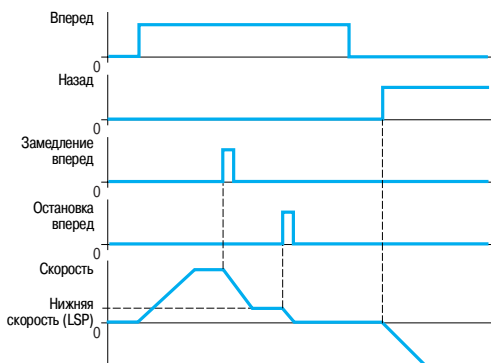 Вперед
0
Назад
0
Замедление
вперед
0
Остановка
вперед
0
Скорость
Нижняя
скорость (LSP)
0